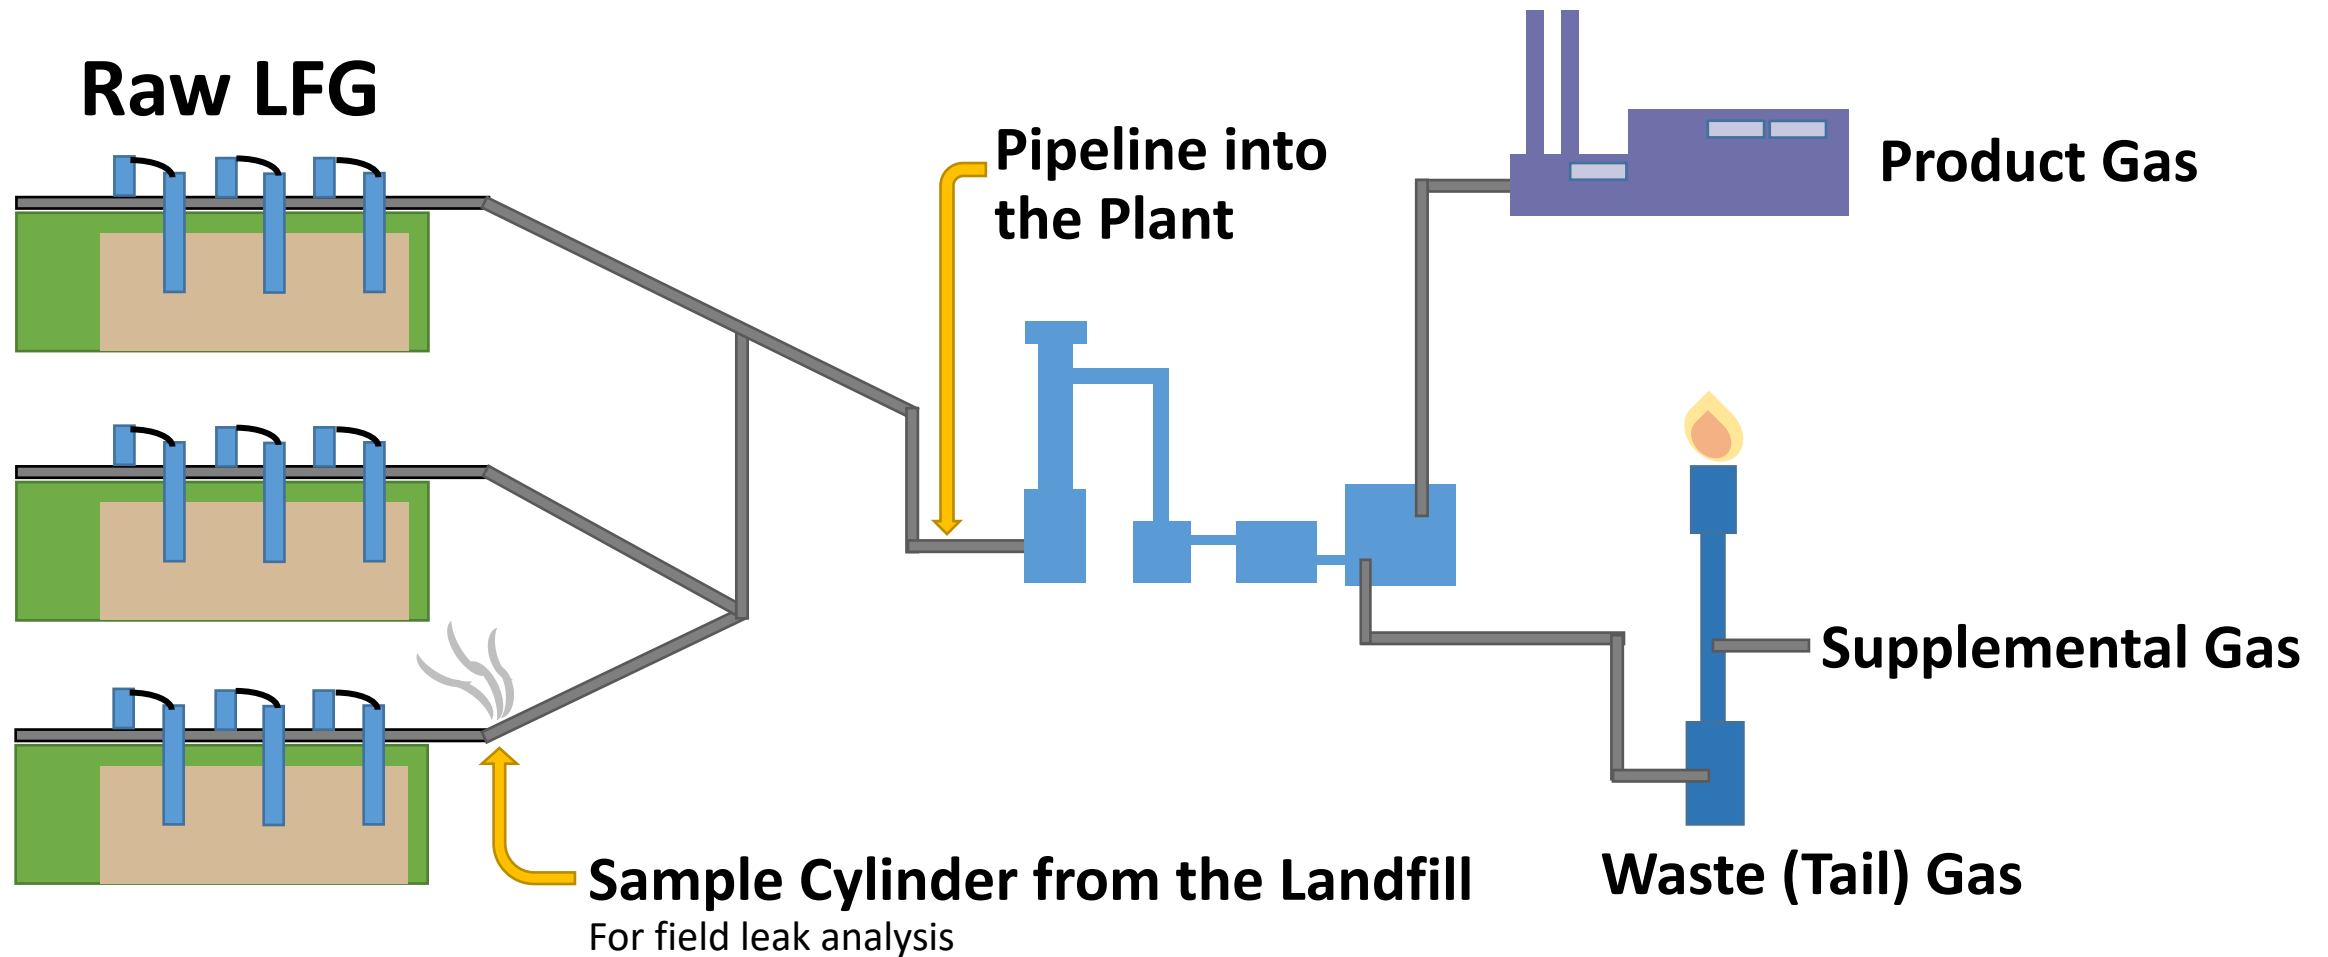 Raw LFG
Pipeline into
the Plant
Product Gas
Supplemental Gas
Sample Cylinder from the Landfill
For field leak analysis
Waste (Tail) Gas